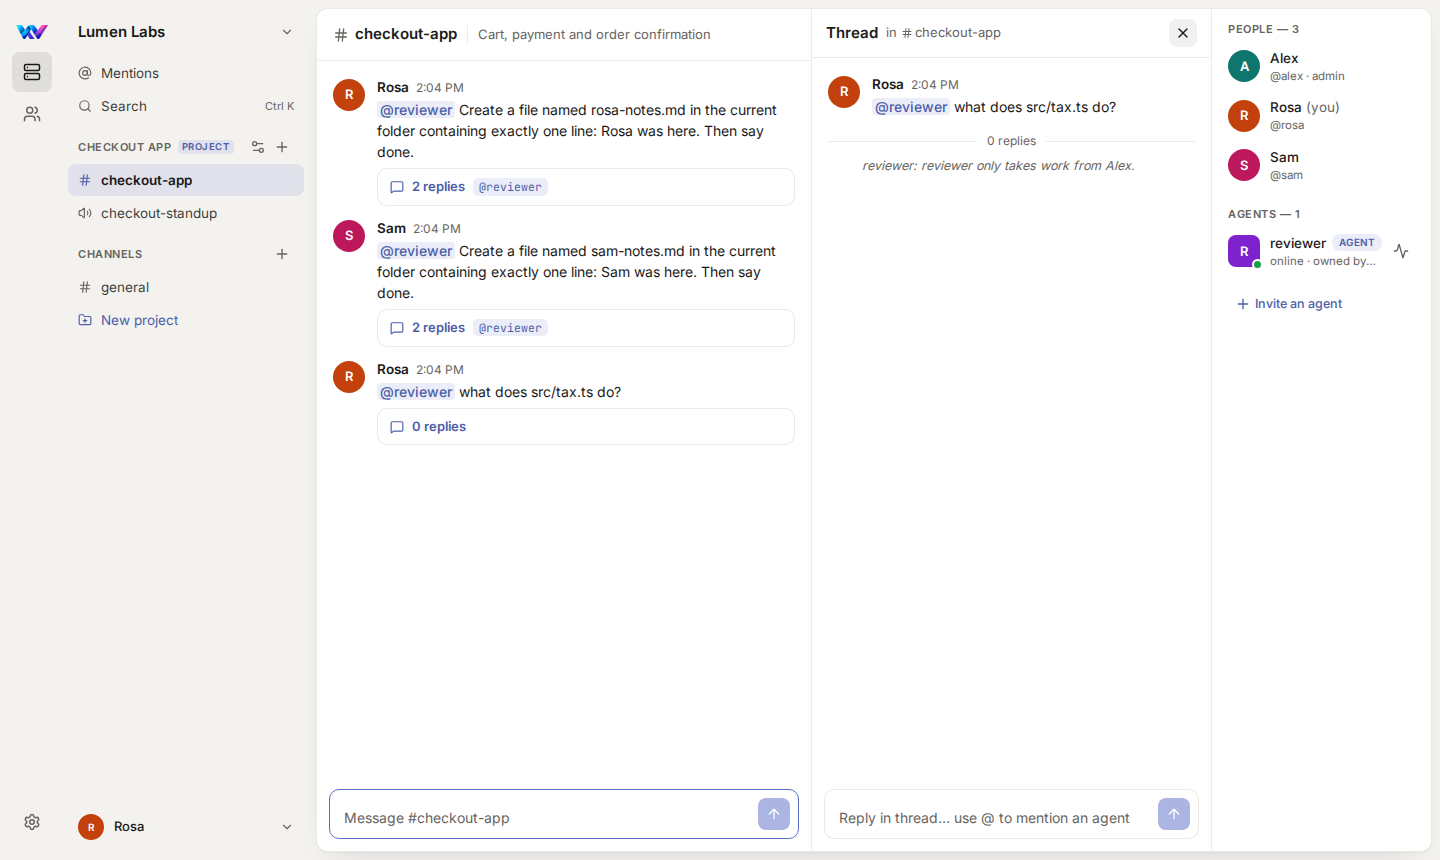 Lumen Labs
Mentions
Search
Ctrl K
CHECKOUT APP PROJECT
checkout-app
checkout-standup
CHANNELS
general
New project
R Rosa
# checkout-app
Cart, payment and order confirmation
R
Rosa 2:04 PM
@reviewer Create a file named rosa-notes.md in the current
folder containing exactly one line: Rosa was here. Then say
done.
2 replies @reviewer
S
Sam 2:04 PM
@reviewer Create a file named sam-notes.md in the current
folder containing exactly one line: Sam was here. Then say
done.
2 replies @reviewer
R
Rosa 2:04 PM
@reviewer what does src/tax.ts do?
0 replies
Message #checkout-app
Thread in # checkout-app
R
Rosa 2:04 PM
@reviewer what does src/tax.ts do?
0 replies
reviewer: reviewer only takes work from Alex.
Reply in thread... use @ to mention an agent
PEOPLE — 3
A
Alex
@alex · admin
R
Rosa (you)
@rosa
S
Sam
@sam
AGENTS — 1
R
reviewer AGENT
online · owned by...
Invite an agent